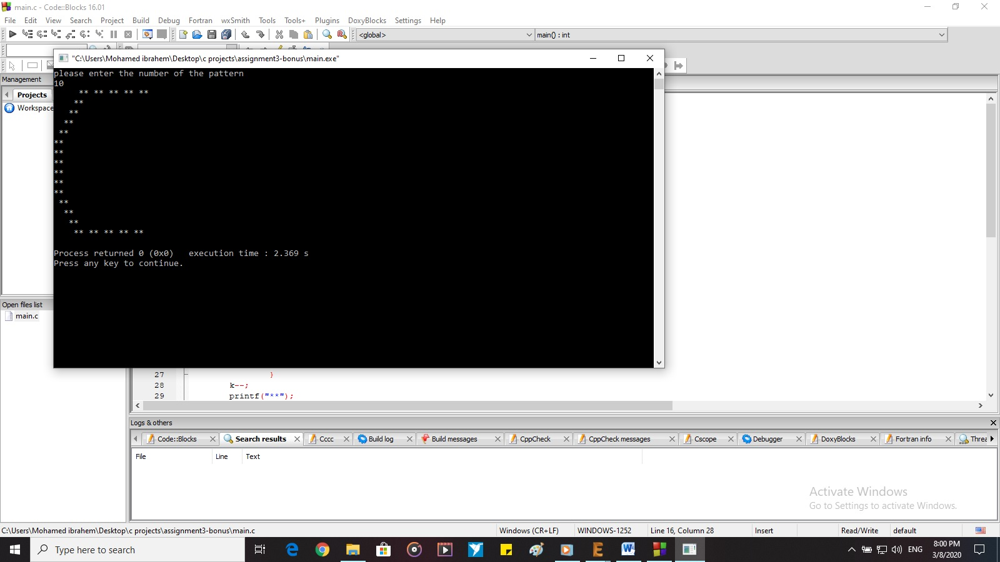 main.c - Code::Blocks 16.01
File Edit View Search Project Build Debug Fortran wxSmith Tools Tools+ Plugins DoxyBlocks Settings Help
<global> main() : int
"C:\Users\Mohamed ibrahem\Desktop\c projects\assignment3-bonus\main.exe"
Management
Projects
Workspace
please enter the number of the pattern
10
     ** ** ** ** **
    **
   **
  **
 **
**
**
**
**
**
**
 **
  **
   **
    ** ** ** ** **
Process returned 0 (0x0)   execution time : 2.369 s
Press any key to continue.
Open files list
main.c
27 }
28 k--;
29 printf("**");
Logs & others
Code::Blocks Search results Cccc Build log Build messages CppCheck CppCheck messages Cscope Debugger DoxyBlocks Fortran info Threa
File Line Text
Activate Windows
Go to Settings to activate Windows.
C:\Users\Mohamed ibrahem\Desktop\c projects\assignment3-bonus\main.c Windows (CR+LF) WINDOWS-1252 Line 16, Column 28 Insert Read/Write default
Type here to search
ENG
8:00 PM
3/8/2020